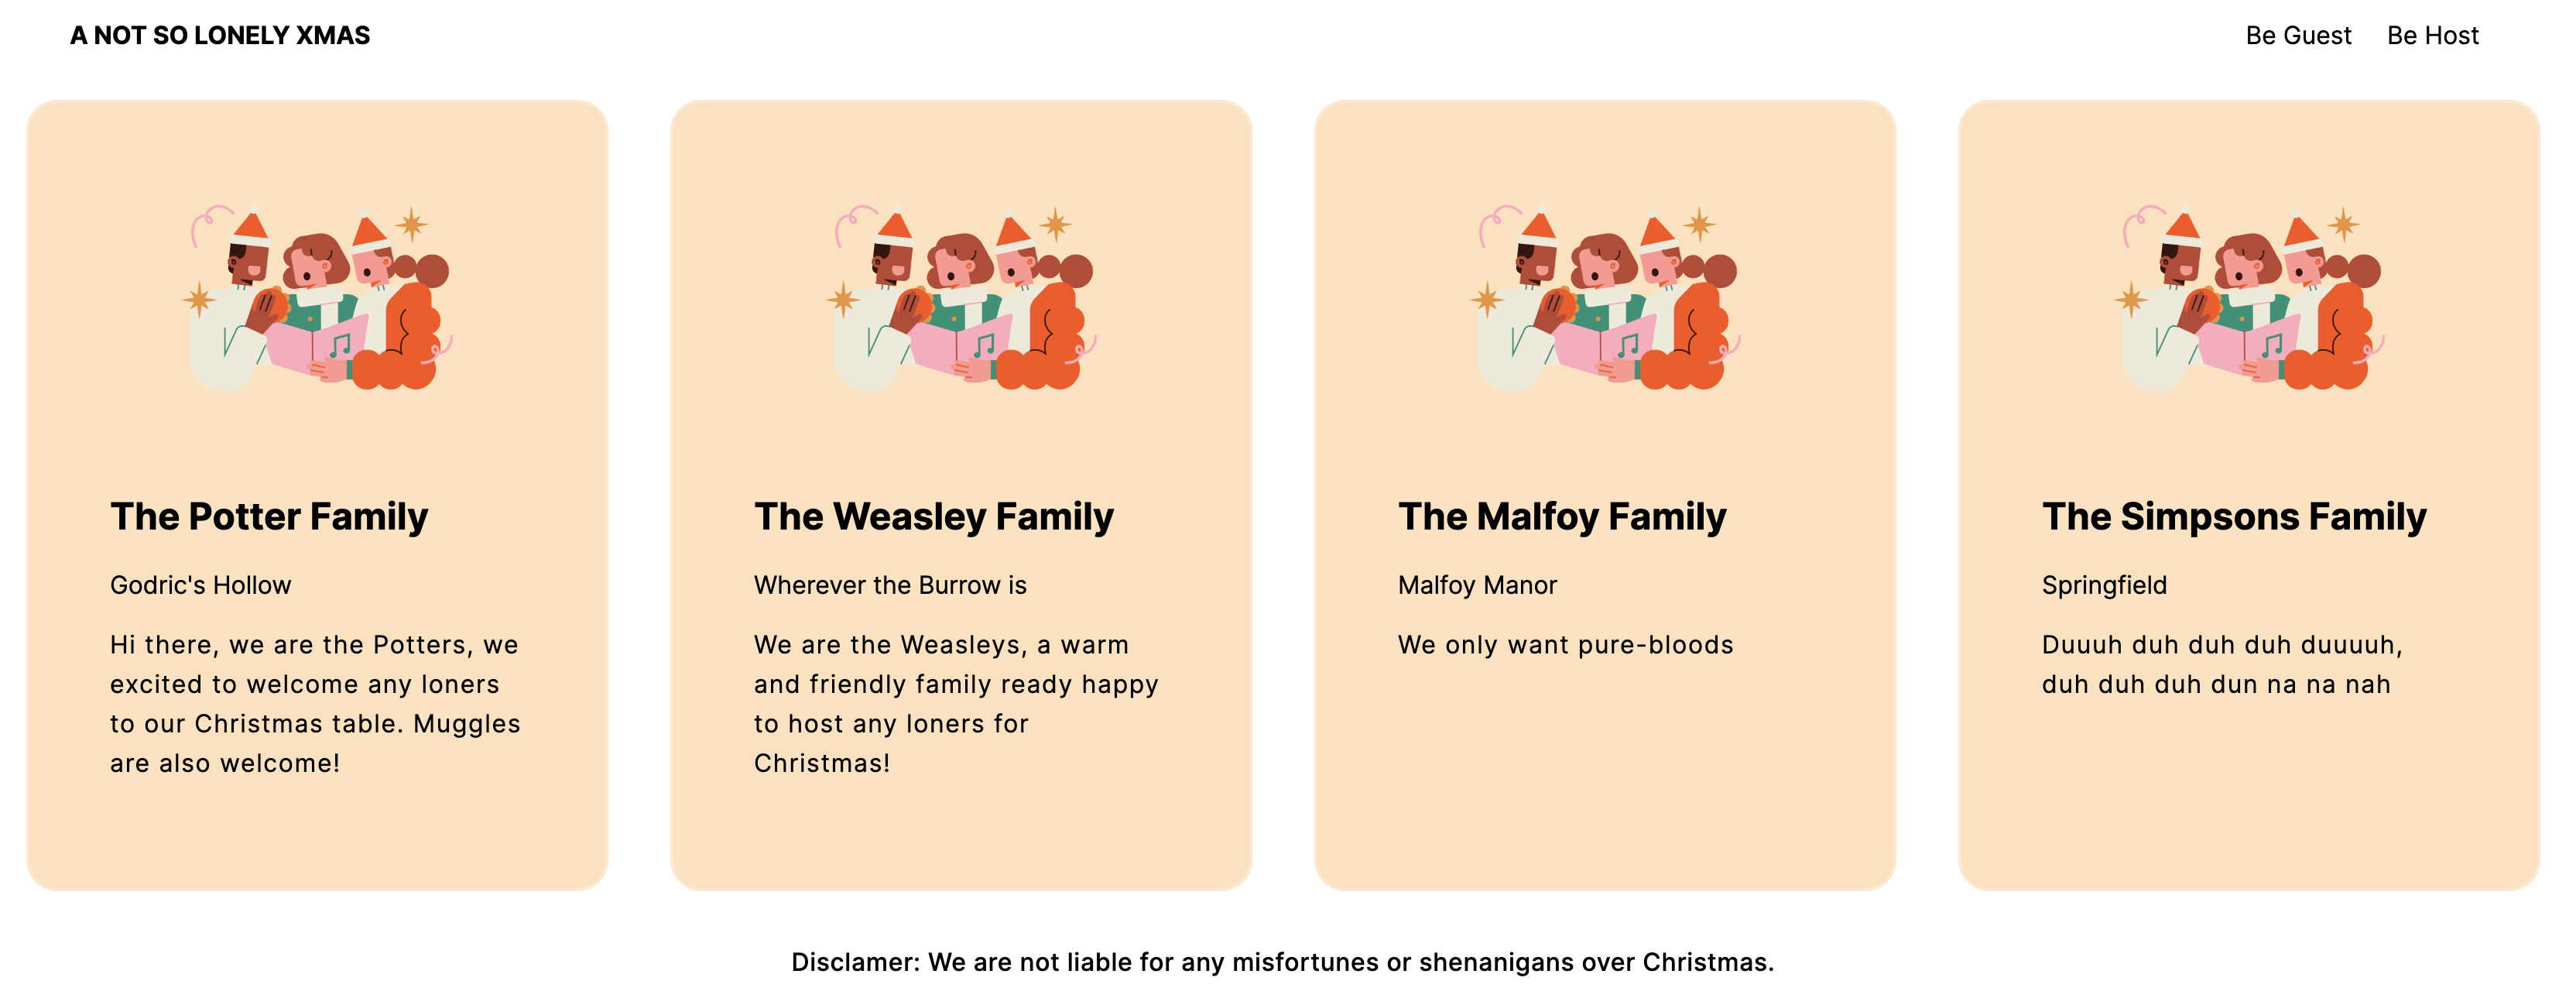 A NOT SO LONELY XMAS
Be Guest
Be Host
The Potter Family
Godric's Hollow
Hi there, we are the Potters, we
excited to welcome any loners
to our Christmas table. Muggles
are also welcome!
The Weasley Family
Wherever the Burrow is
We are the Weasleys, a warm
and friendly family ready happy
to host any loners for
Christmas!
The Malfoy Family
Malfoy Manor
We only want pure-bloods
The Simpsons Family
Springfield
Duuuh duh duh duh duuuuh,
duh duh duh dun na na nah
Disclamer: We are not liable for any misfortunes or shenanigans over Christmas.